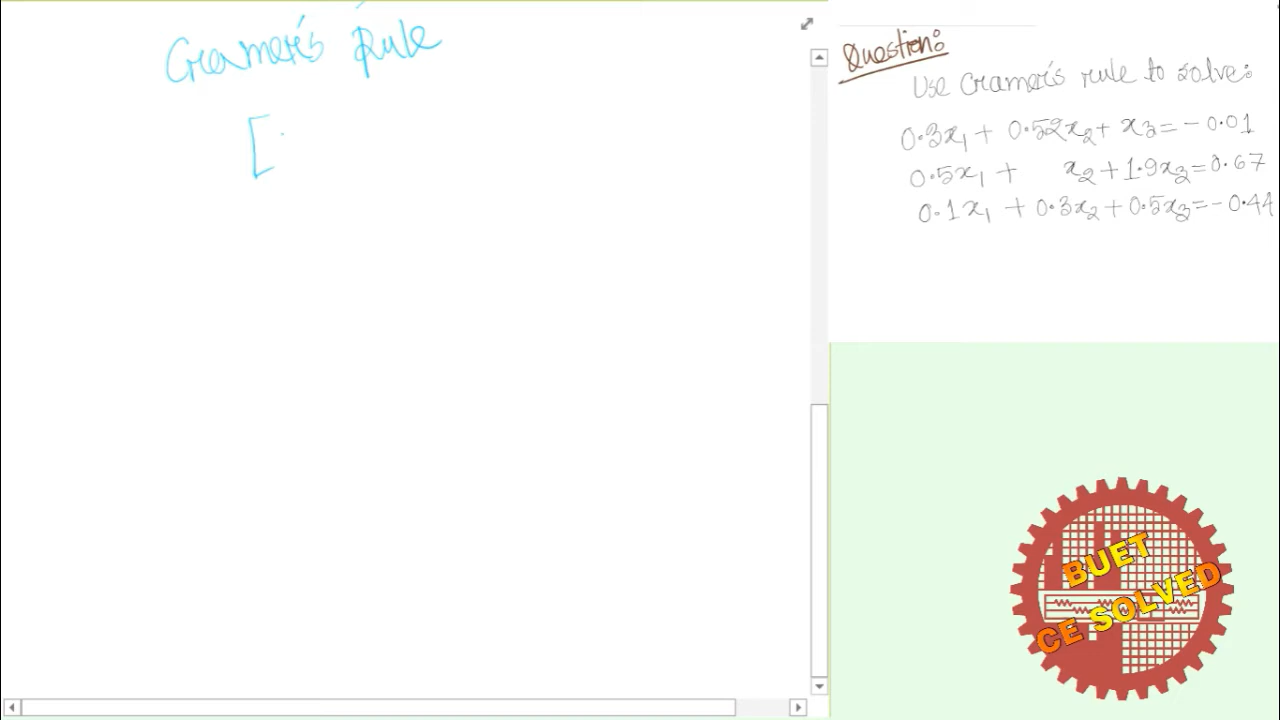 Cramer's Rule
[
Question:
Use Cramer's rule to solve:
0.3x₁ + 0.52x₂ + x₃ = -0.01
0.5x₁ + x₂ + 1.9x₃ = 0.67
0.1x₁ + 0.3x₂ + 0.5x₃ = -0.44
BUET
CE SOLVED